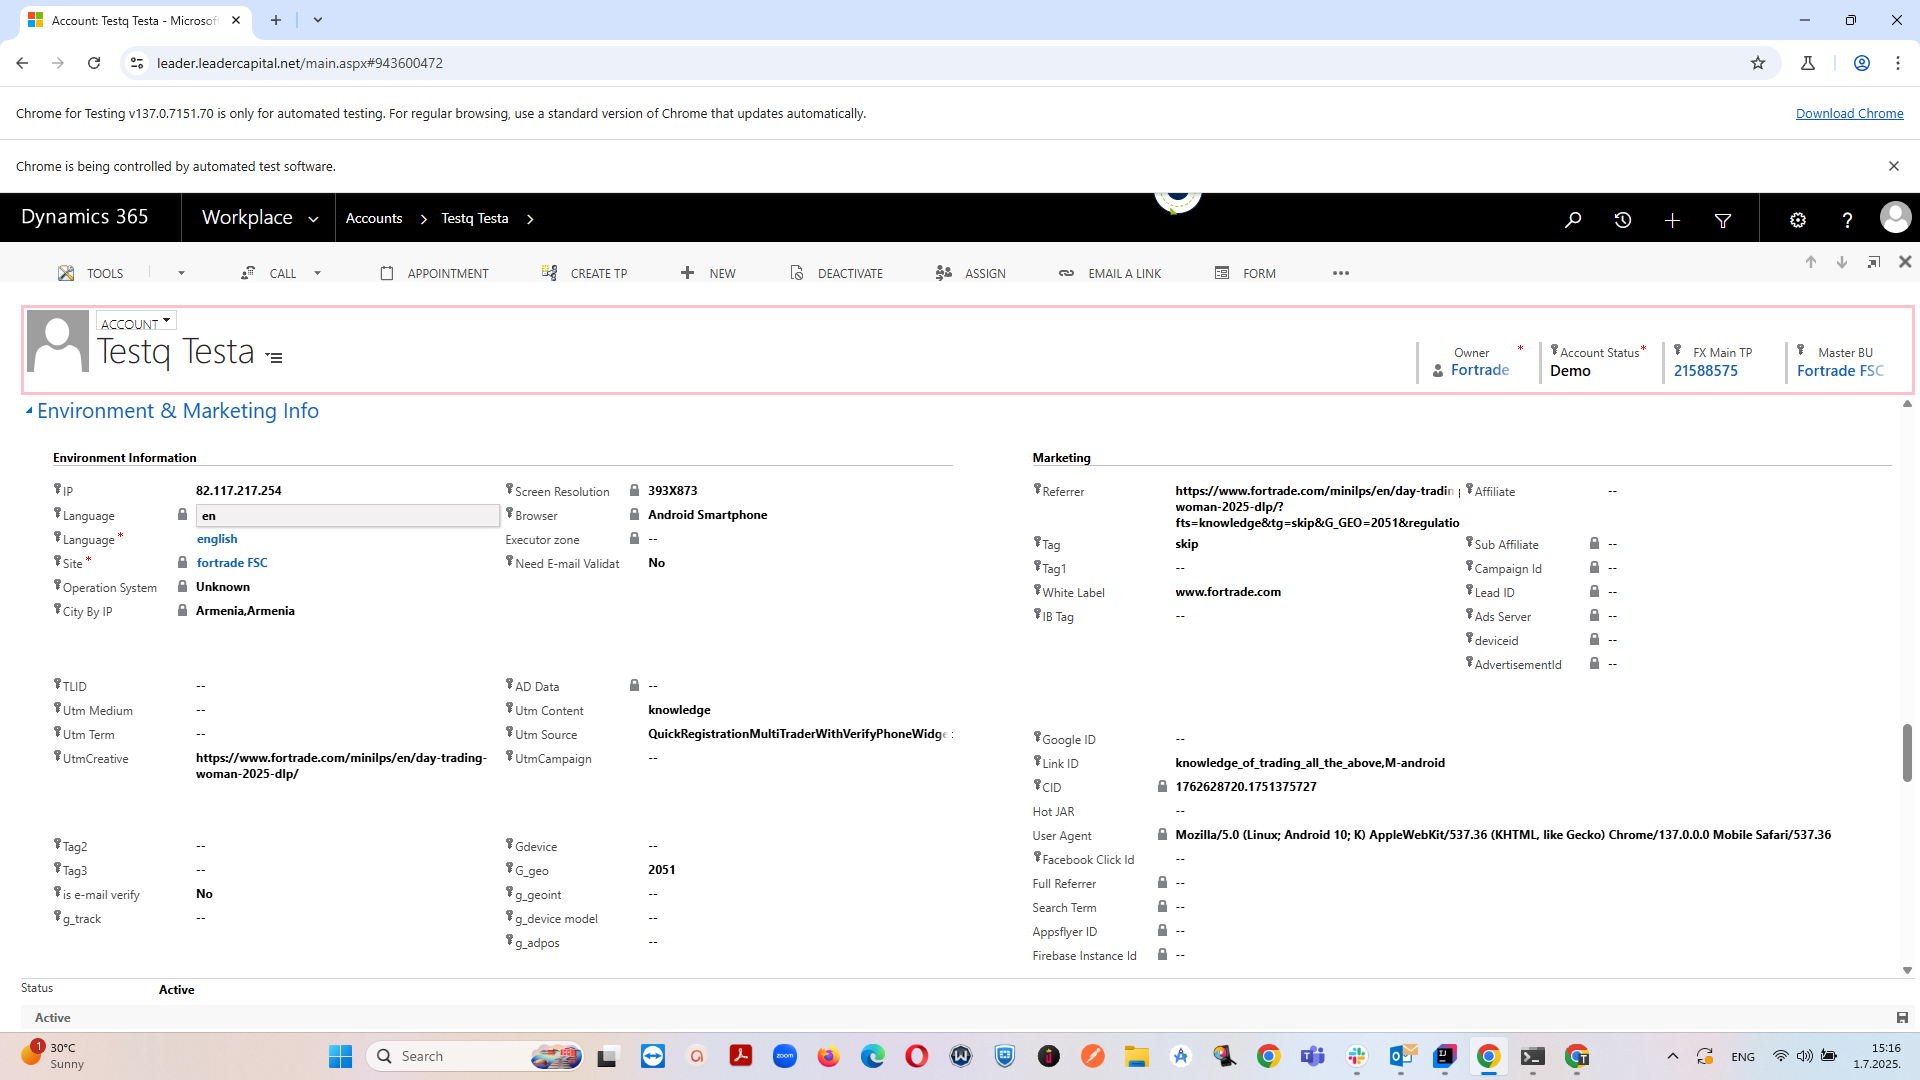 Account: Testq Testa - Microsof
leader.leadercapital.net/main.aspx#943600472
Chrome for Testing v137.0.7151.70 is only for automated testing. For regular browsing, use a standard version of Chrome that updates automatically.
Download Chrome
Chrome is being controlled by automated test software.
Dynamics 365
Workplace
Accounts
Testq Testa
TOOLS
CALL
APPOINTMENT
CREATE TP
NEW
DEACTIVATE
ASSIGN
EMAIL A LINK
FORM
ACCOUNT
Testq Testa
Owner *
Fortrade
Account Status *
Demo
FX Main TP
21588575
Master BU
Fortrade FSC
Environment & Marketing Info
Environment Information
IP 82.117.217.254
Language en
Language * english
Site * fortrade FSC
Operation System Unknown
City By IP Armenia,Armenia
Screen Resolution 393X873
Browser Android Smartphone
Executor zone --
Need E-mail Validat No
TLID --
Utm Medium --
Utm Term --
UtmCreative https://www.fortrade.com/minilps/en/day-trading-
woman-2025-dlp/
AD Data --
Utm Content knowledge
Utm Source QuickRegistrationMultiTraderWithVerifyPhoneWidge
UtmCampaign --
Tag2 --
Tag3 --
is e-mail verify No
g_track --
Gdevice --
G_geo 2051
g_geoint --
g_device model --
g_adpos --
Marketing
Referrer https://www.fortrade.com/minilps/en/day-tradin
woman-2025-dlp/?
fts=knowledge&tg=skip&G_GEO=2051&regulatio
Tag skip
Tag1 --
White Label www.fortrade.com
IB Tag --
Affiliate --
Sub Affiliate --
Campaign Id --
Lead ID --
Ads Server --
deviceid --
AdvertisementId --
Google ID --
Link ID knowledge_of_trading_all_the_above,M-android
CID 1762628720.1751375727
Hot JAR --
User Agent Mozilla/5.0 (Linux; Android 10; K) AppleWebKit/537.36 (KHTML, like Gecko) Chrome/137.0.0.0 Mobile Safari/537.36
Facebook Click Id --
Full Referrer --
Search Term --
Appsflyer ID --
Firebase Instance Id --
Status Active
Active
1
30°C
Sunny
Search
zoom
ENG
15:16
1.7.2025.